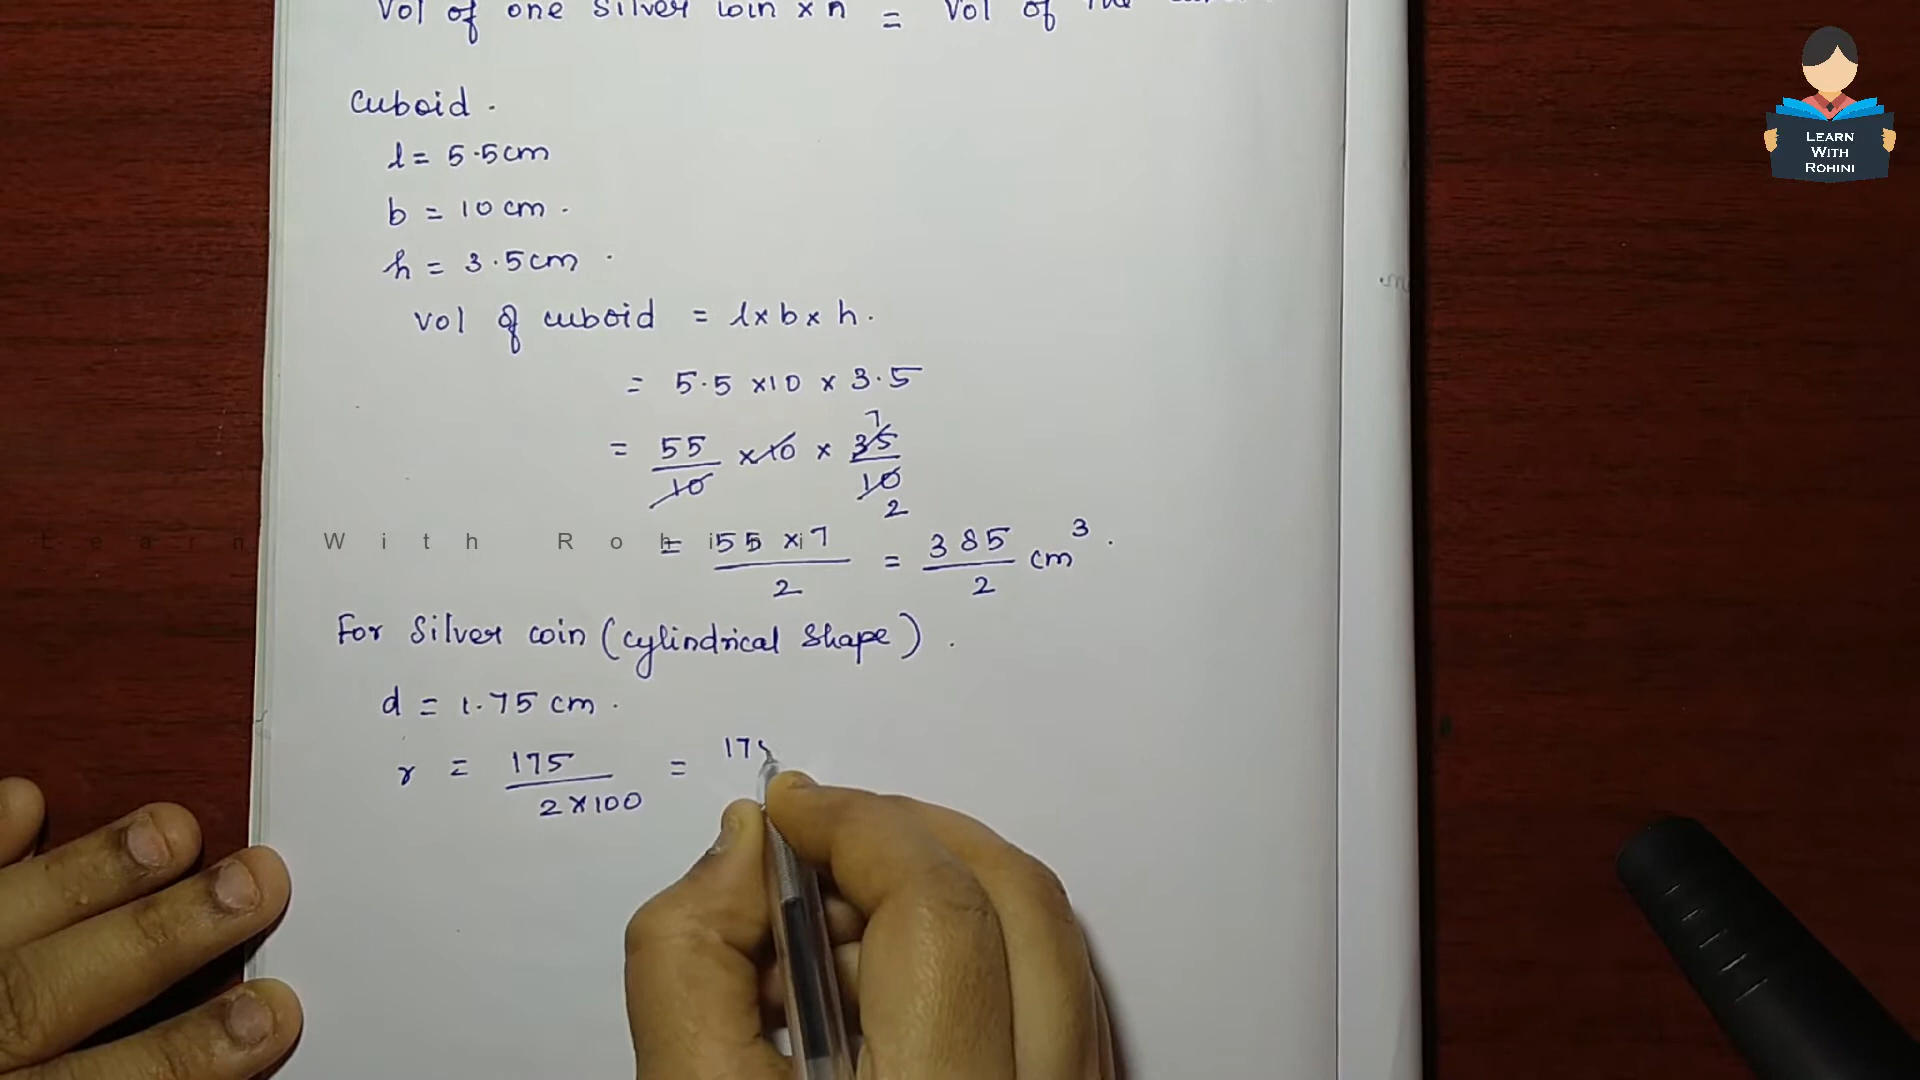 Vol of one Silver coin × n = Vol of the
Cuboid.
l = 5.5cm
b = 10 cm.
h = 3.5cm.
Vol of cuboid = l × b × h.
= 5.5 × 10 × 3.5
= 55/10 × 10 × 35/10
7
2
= 55 × 7/2 = 385/2 cm³.
For Silver coin (cylindrical shape).
d = 1.75 cm.
r = 175/2×100 = 175
Learn With Rohini
LEARN
WITH
ROHINI